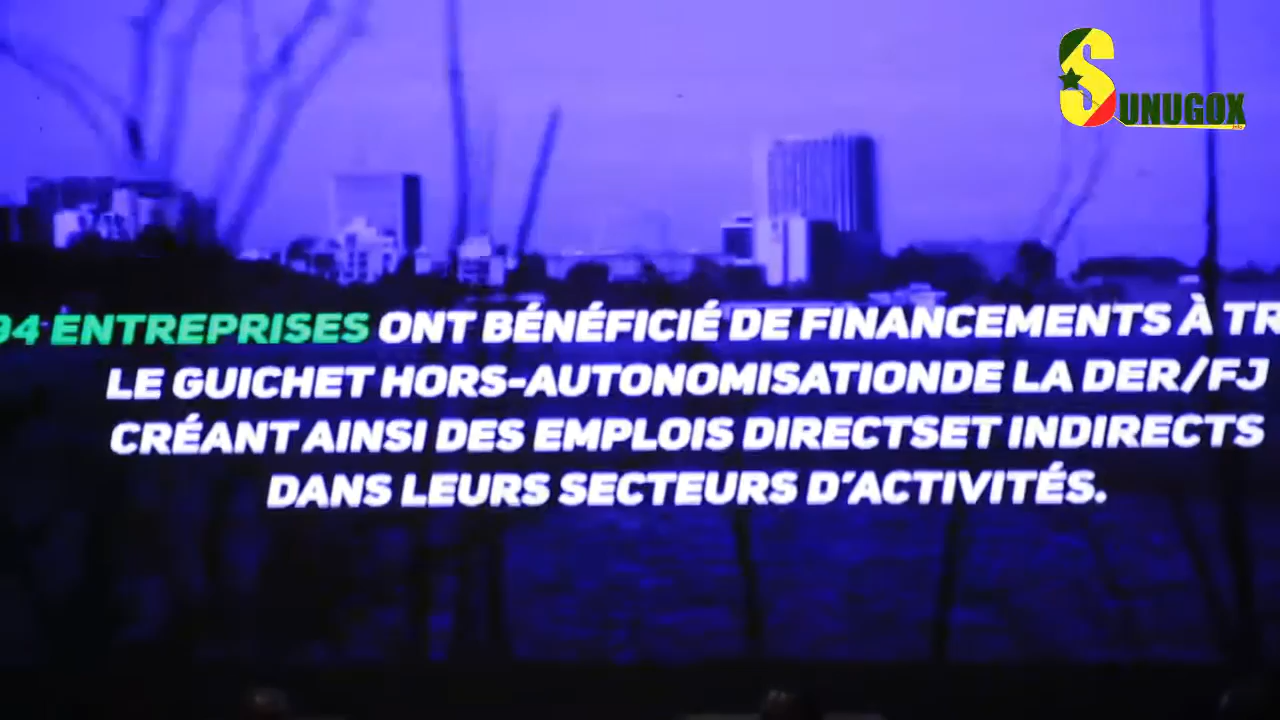 SUNUGOX
94 ENTREPRISES ONT BÉNÉFICIÉ DE FINANCEMENTS À
LE GUICHET HORS-AUTONOMISATIONDE LA DER/FJ
CRÉANT AINSI DES EMPLOIS DIRECTSET INDIRECTS
DANS LEURS SECTEURS D'ACTIVITÉS.